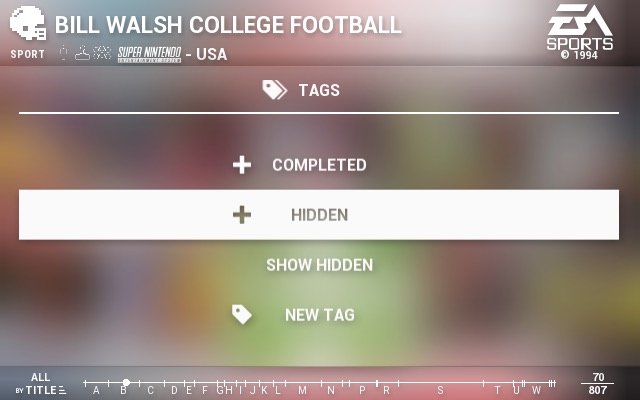 BILL WALSH COLLEGE FOOTBALL
EA
SPORTS
SPORT
SUPER NINTENDO
ENTERTAINMENT SYSTEM
- USA
© 1994
TAGS
COMPLETED
HIDDEN
SHOW HIDDEN
NEW TAG
ALL
BY TITLE
A B C D E F G H I J K L M N P R S T U W
70
807